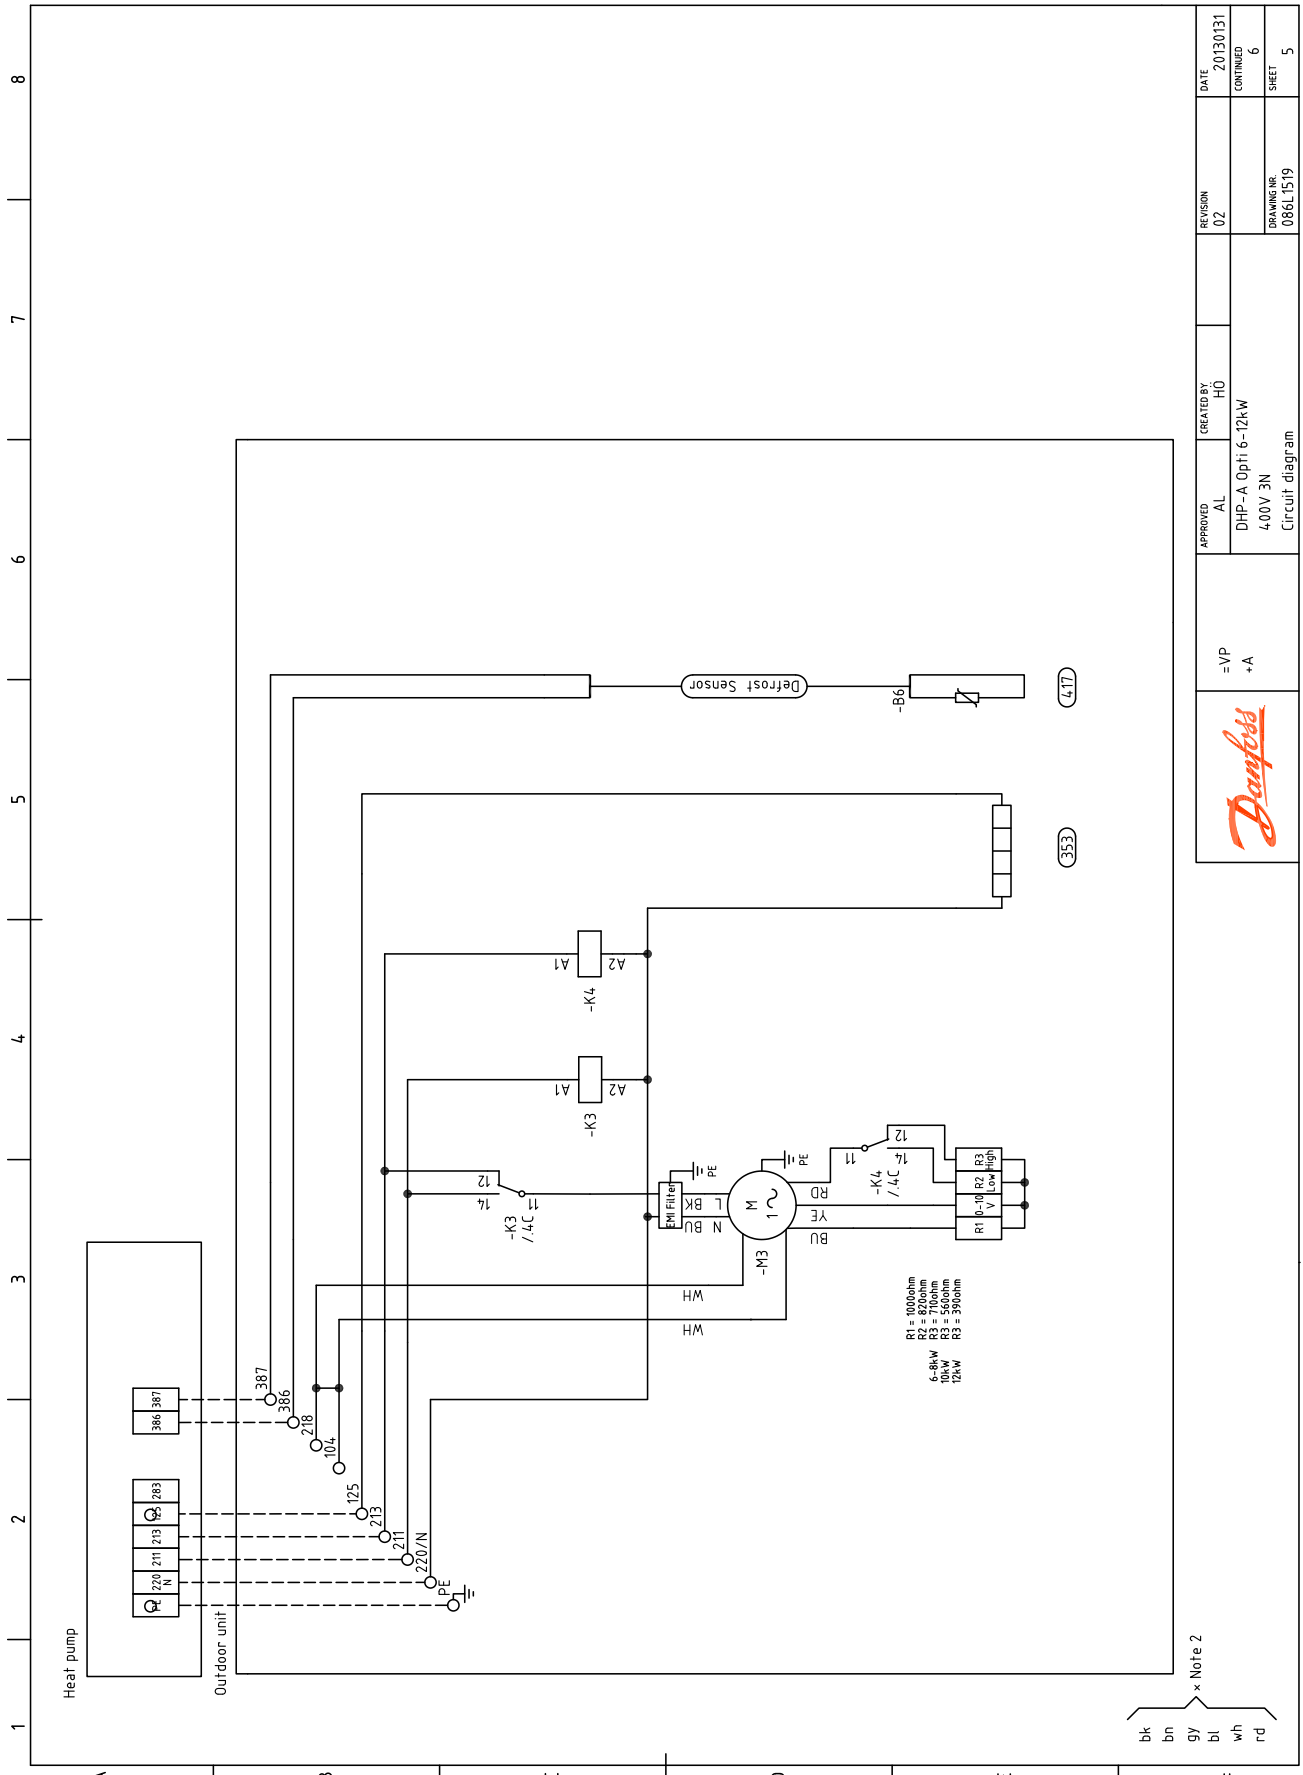 1
2
3
4
5
6
7
8
Heat pump
PE
220
N
211
213
125
283
386
387
Outdoor unit
PE
220/N
211
213
125
104
218
386
387
WH
WH
-K3
/.4C
14
12
11
-K3
A1
A2
-K4
A1
A2
EMI Filter
PE
BU
BK
N
L
-M3
M
1
PE
BU
YE
RD
-K4
/.4C
11
14
12
R1
0-10
V
R2
Low
R3
High
R1 = 1000ohm
R2 = 820ohm
6-8kW R3 = 710ohm
10kW R3 = 560ohm
12kW R3 = 390ohm
Defrost Sensor
-B6
353
417
bk
bn
gy
bl
wh
rd
× Note 2
Danfoss
=VP
+A
APPROVED
AL
CREATED BY
HÖ
REVISION
02
DATE
20130131
DHP-A Opti 6-12kW
400V 3N
Circuit diagram
CONTINUED
6
DRAWING NR.
086L1519
SHEET
5